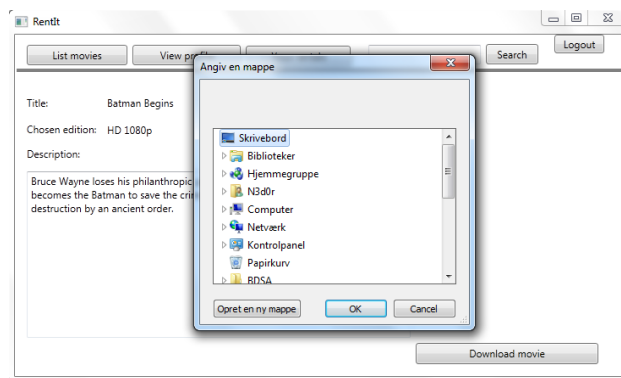 RentIt
Logout
List movies
View pr
Search
Angiv en mappe
Title: Batman Begins
Chosen edition: HD 1080p
Description:
Bruce Wayne loses his philanthropic
becomes the Batman to save the cri
destruction by an ancient order.
Skrivebord
Biblioteker
Hjemmegruppe
N3d0r
Computer
Netværk
Kontrolpanel
Papirkurv
BDSA
Opret en ny mappe
OK
Cancel
Download movie